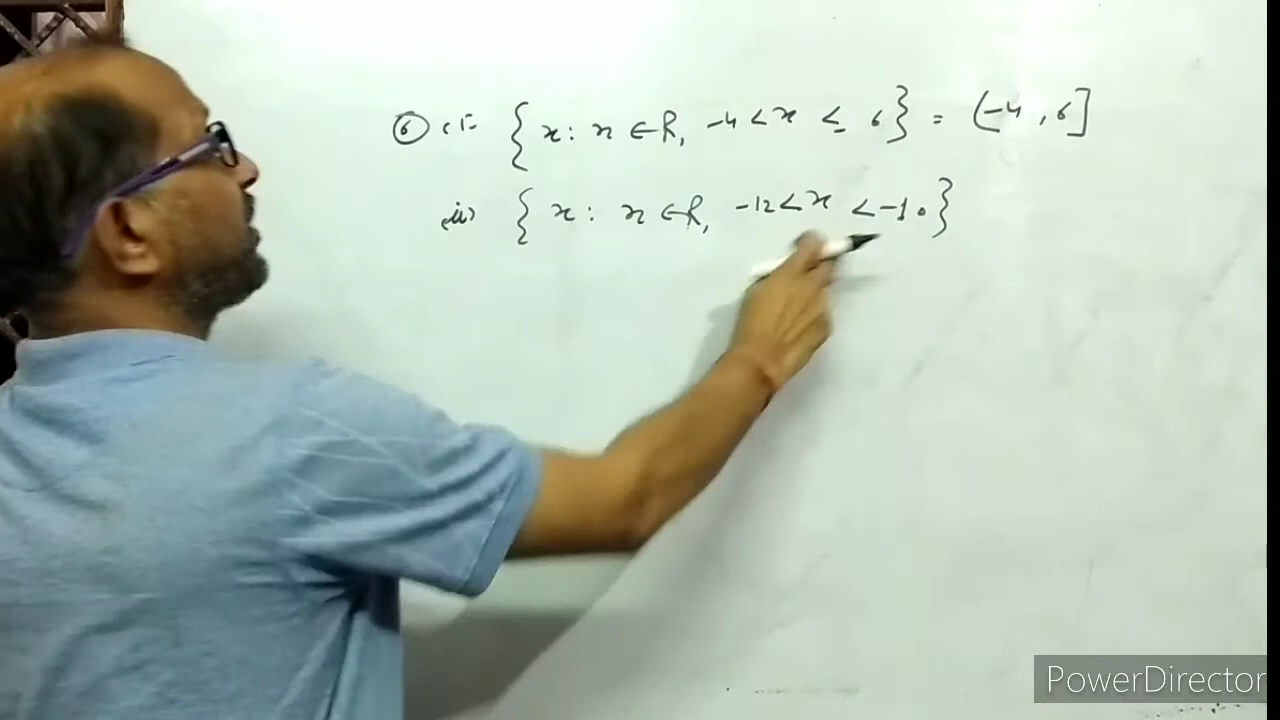 ⑥ (i) {x : x ∈ R, -4 < x ≤ 6} = (-4, 6]
(ii) {x : x ∈ R, -12 < x < -10}
PowerDirector